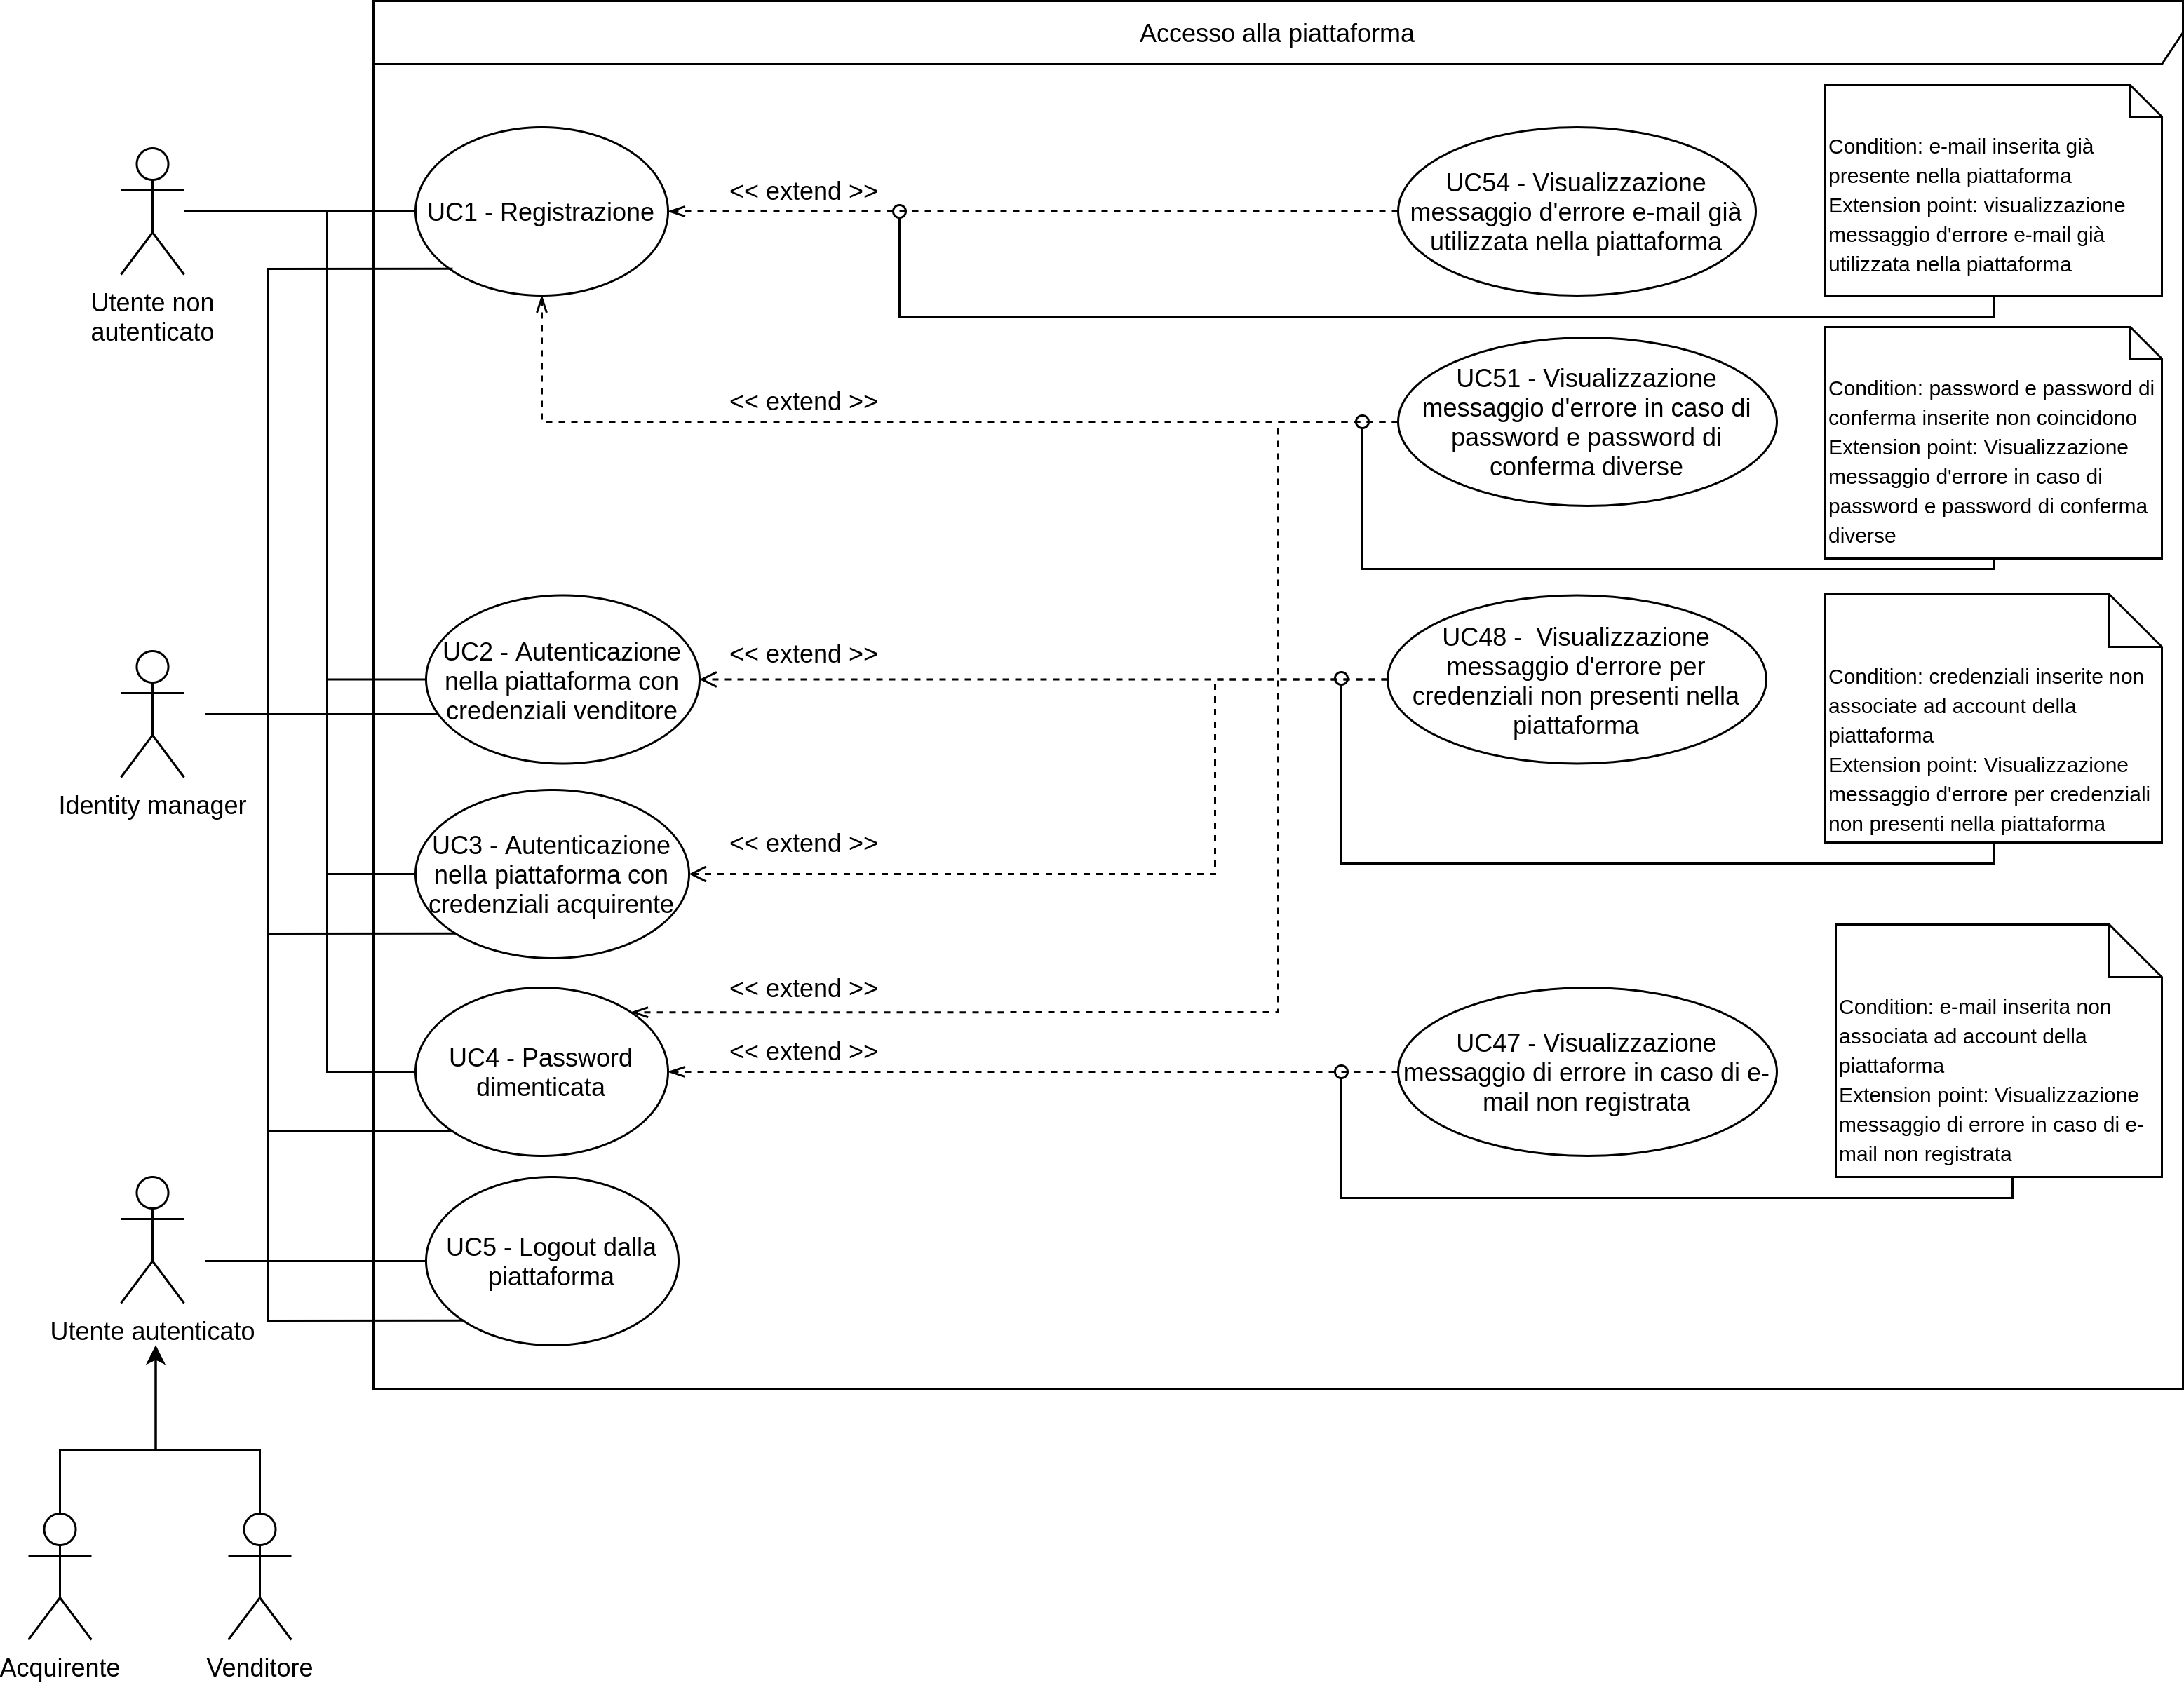 Accesso alla piattaforma
Utente non
autenticato
UC1 - Registrazione
<< extend >>
UC54 - Visualizzazione
messaggio d'errore e-mail già
utilizzata nella piattaforma
Condition: e-mail inserita già
presente nella piattaforma
Extension point: visualizzazione
messaggio d'errore e-mail già
utilizzata nella piattaforma
<< extend >>
UC51 - Visualizzazione
messaggio d'errore in caso di
password e password di
conferma diverse
Condition: password e password di
conferma inserite non coincidono
Extension point: Visualizzazione
messaggio d'errore in caso di
password e password di conferma
diverse
Identity manager
UC2 - Autenticazione
nella piattaforma con
credenziali venditore
<< extend >>
UC48 -  Visualizzazione
messaggio d'errore per
credenziali non presenti nella
piattaforma
Condition: credenziali inserite non
associate ad account della
piattaforma
Extension point: Visualizzazione
messaggio d'errore per credenziali
non presenti nella piattaforma
UC3 - Autenticazione
nella piattaforma con
credenziali acquirente
<< extend >>
<< extend >>
UC4 - Password
dimenticata
<< extend >>
UC47 - Visualizzazione
messaggio di errore in caso di e-
mail non registrata
Condition: e-mail inserita non
associata ad account della
piattaforma
Extension point: Visualizzazione
messaggio di errore in caso di e-
mail non registrata
Utente autenticato
UC5 - Logout dalla
piattaforma
Acquirente
Venditore